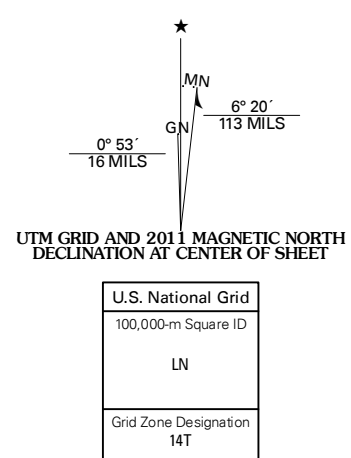 ★
MN
GN
6° 20´
113 MILS
0° 53´
16 MILS
UTM GRID AND 2011 MAGNETIC NORTH
DECLINATION AT CENTER OF SHEET
U.S. National Grid
100,000-m Square ID
LN
Grid Zone Designation
14T